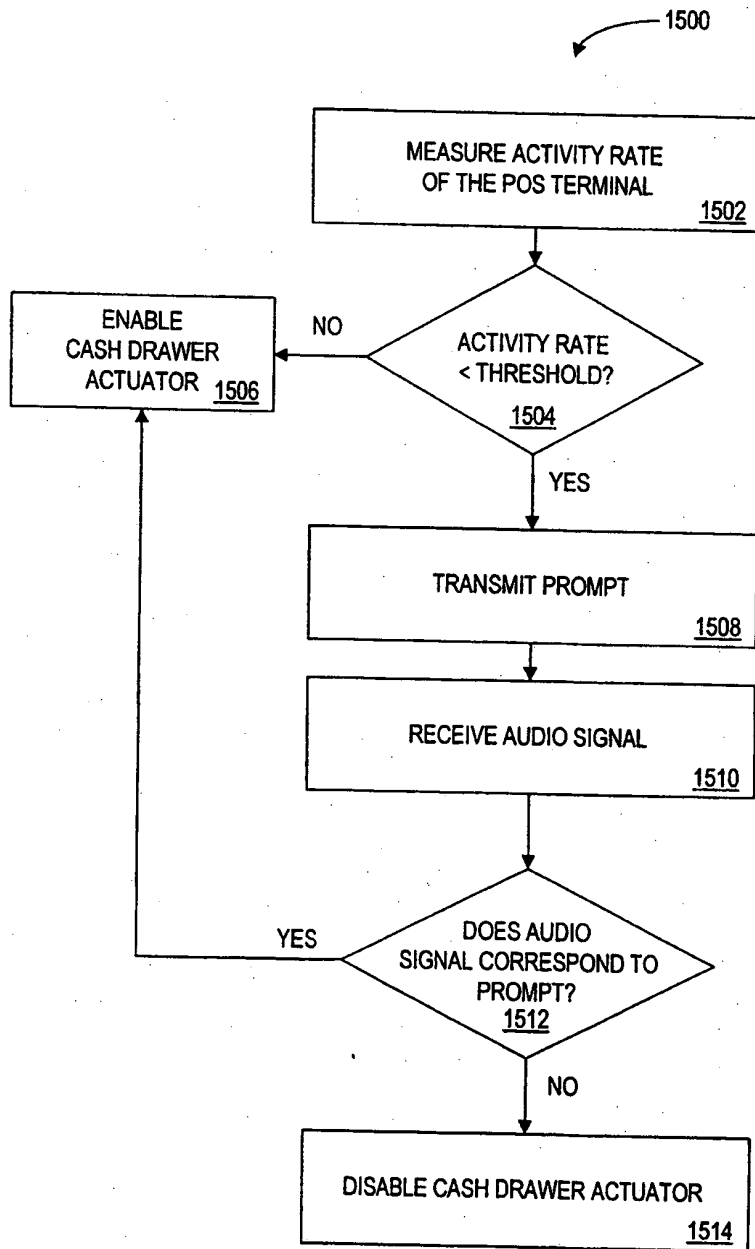 1500
MEASURE ACTIVITY RATE
OF THE POS TERMINAL
1502
ENABLE
CASH DRAWER
ACTUATOR
1506
NO
ACTIVITY RATE
< THRESHOLD?
1504
YES
TRANSMIT PROMPT
1508
RECEIVE AUDIO SIGNAL
1510
YES
DOES AUDIO
SIGNAL CORRESPOND TO
PROMPT?
1512
NO
DISABLE CASH DRAWER ACTUATOR
1514